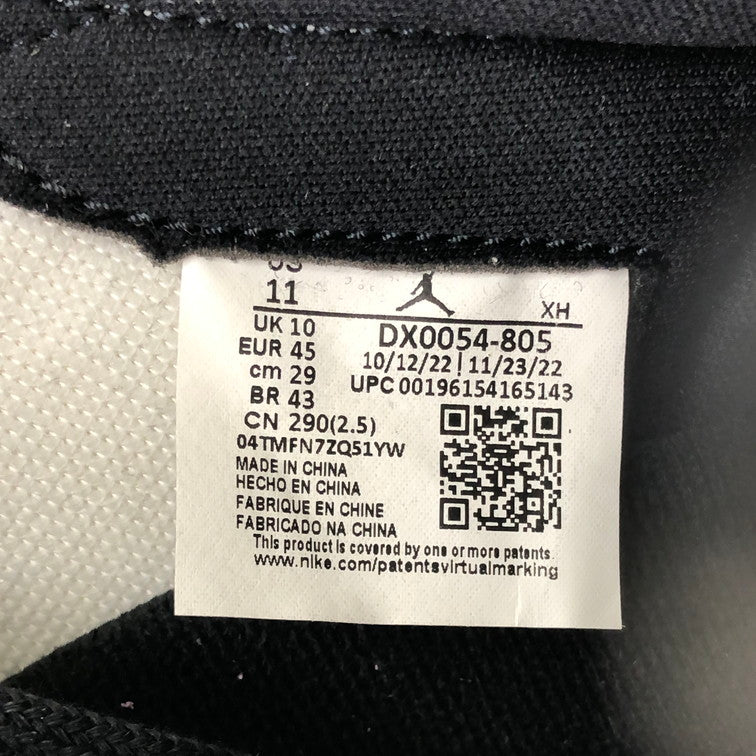 US
11
XH
UK 10
EUR 45
cm 29
BR 43
CN 290(2.5)
DX0054-805
10/12/22 | 11/23/22
UPC 00196154165143
04TMFN7ZQ51YW
MADE IN CHINA
HECHO EN CHINA
FABRIQUE EN CHINE
FABRICADO NA CHINA
This product is covered by one or more patents.
www.nike.com/patentsvirtualmarking